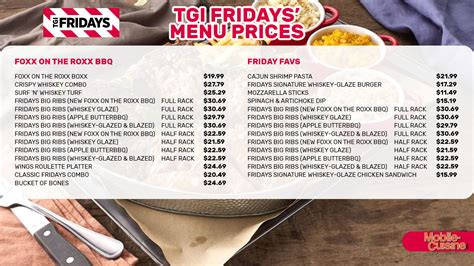 TGI FRIDAYS
TGI FRIDAYS'
MENU PRICES
FOXX ON THE ROXX BBQ
FOXX ON THE ROXX BOXX $19.99
CRISPY WHISKEY COMBO $27.79
SURF 'N' WHISKEY TURF $25.29
FRIDAYS BIG RIBS (NEW FOXX ON THE ROXX BBQ) FULL RACK $30.69
FRIDAYS BIG RIBS (WHISKEY GLAZE) FULL RACK $30.69
FRIDAYS BIG RIBS (APPLE BUTTERBBQ) FULL RACK $29.79
FRIDAYS BIG RIBS (WHISKEY-GLAZED & BLAZED) FULL RACK $30.69
FRIDAYS BIG RIBS (NEW FOXX ON THE ROXX BBQ) HALF RACK $22.59
FRIDAYS BIG RIBS (WHISKEY GLAZE) HALF RACK $21.59
FRIDAYS BIG RIBS (APPLE BUTTERBBQ) HALF RACK $22.59
FRIDAYS BIG RIBS (WHISKEY-GLAZED & BLAZED) HALF RACK $22.59
WINGS ROULETTE PLATTER $24.69
CLASSIC FRIDAYS COMBO $20.49
BUCKET OF BONES $24.69
FRIDAY FAVS
CAJUN SHRIMP PASTA $21.99
FRIDAYS SIGNATURE WHISKEY-GLAZE BURGER $17.29
MOZZARELLA STICKS $11.49
SPINACH & ARTICHOKE DIP $15.19
FRIDAYS BIG RIBS (NEW FOXX ON THE ROXX BBQ) FULL RACK $30.69
FRIDAYS BIG RIBS (WHISKEY GLAZE) FULL RACK $30.69
FRIDAYS BIG RIBS (APPLE BUTTERBBQ) FULL RACK $29.79
FRIDAYS BIG RIBS (WHISKEY-GLAZED & BLAZED) FULL RACK $30.69
FRIDAYS BIG RIBS (NEW FOXX ON THE ROXX BBQ) HALF RACK $22.59
FRIDAYS BIG RIBS (WHISKEY GLAZE) HALF RACK $21.59
FRIDAYS BIG RIBS (APPLE BUTTERBBQ) HALF RACK $22.59
FRIDAYS BIG RIBS (WHISKEY-GLAZED & BLAZED) HALF RACK $22.59
FRIDAYS SIGNATURE WHISKEY-GLAZE CHICKEN SANDWICH $15.99
Mobile-
Cuisine